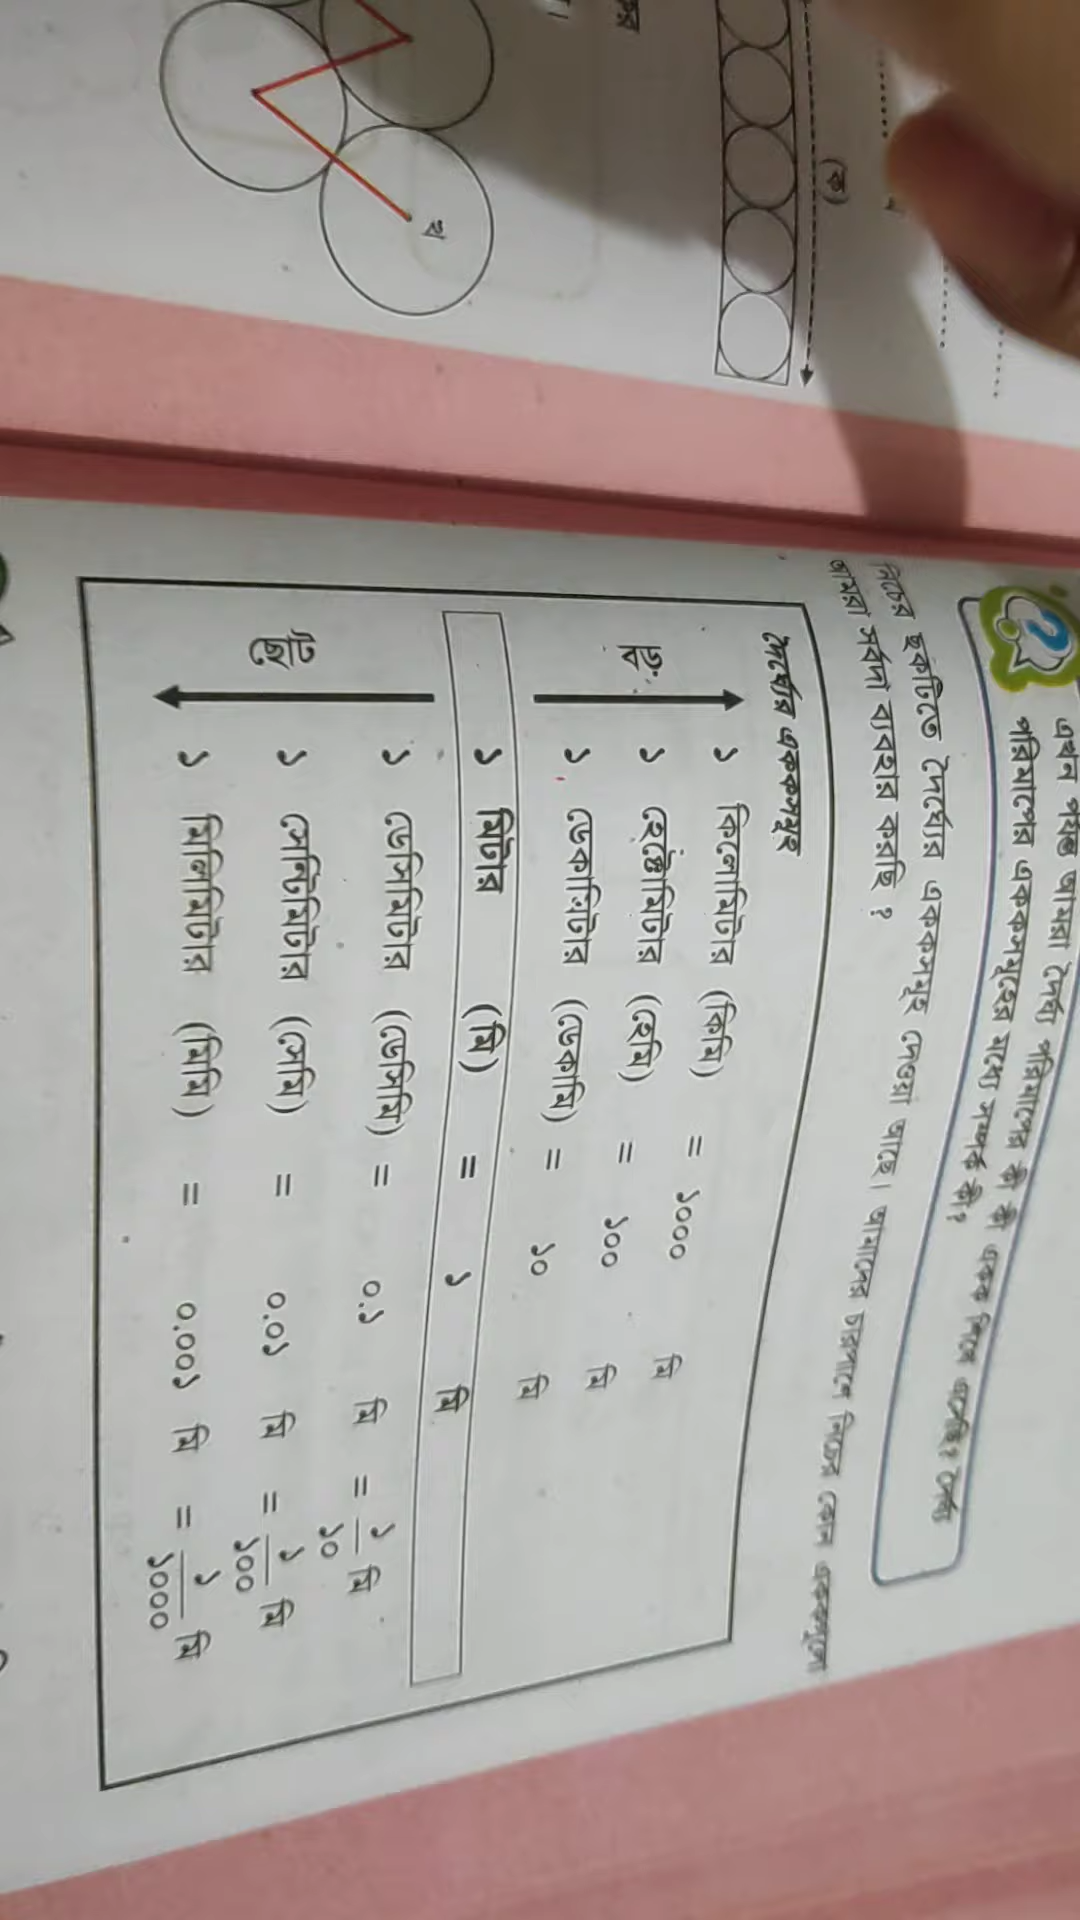 (ক)
খ
এখন পর্যন্ত আমরা দৈর্ঘ্য পরিমাপের কী কী একক শিখে এসেছি? দৈর্ঘ্য
পরিমাপের এককসমূহের মধ্যে সম্পর্ক কী?
নিচের ছকটিতে দৈর্ঘ্যের এককসমূহ দেওয়া আছে। আমাদের চারপাশে নিচের কোন এককগুলো
আমরা সর্বদা ব্যবহার করছি ?
দৈর্ঘ্যের এককসমূহ
বড়
১ কিলোমিটার (কিমি) = ১০০০ মি
১ হেক্টোমিটার (হেমি) = ১০০ মি
১ ডেকামিটার (ডেকামি) = ১০ মি
১ মিটার (মি) = ১ মি
ছোট
১ ডেসিমিটার (ডেসিমি) = ০.১ মি = ১/১০ মি
১ সেন্টিমিটার (সেমি) = ০.০১ মি = ১/১০০ মি
১ মিলিমিটার (মিমি) = ০.০০১ মি = ১/১০০০ মি